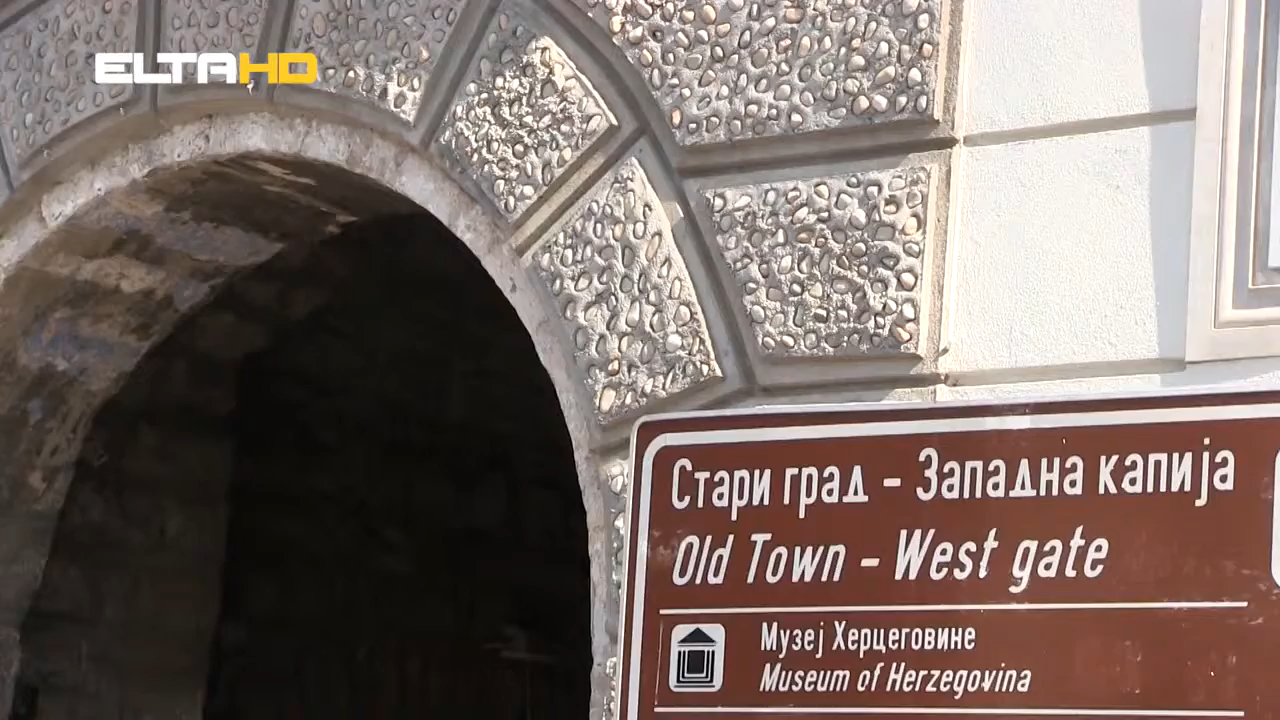 ELTAHD
Стари град - Западна капија
Old Town - West gate
Музеј Херцеговине
Museum of Herzegovina